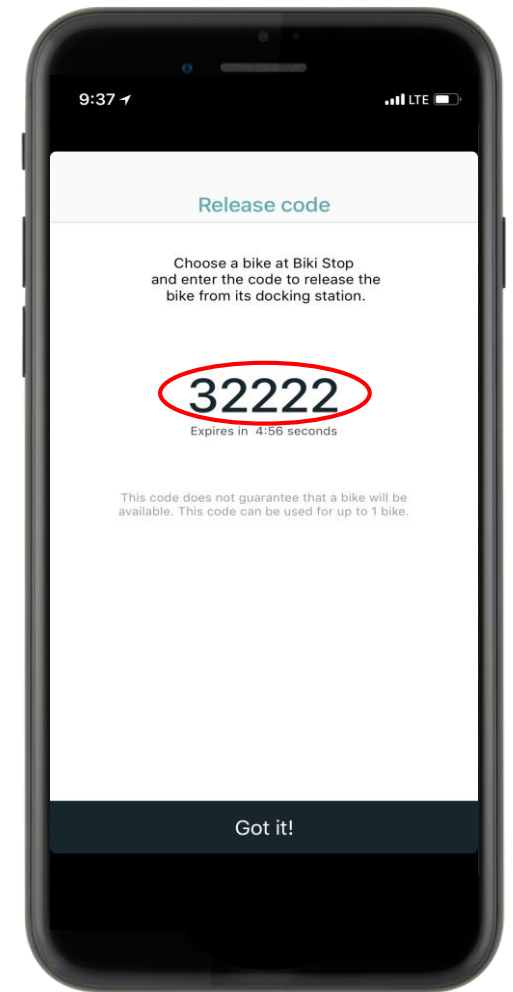 9:37
LTE
Release code
Choose a bike at Biki Stop
and enter the code to release the
bike from its docking station.
32222
Expires in 4:56 seconds
This code does not guarantee that a bike will be
available. This code can be used for up to 1 bike.
Got it!